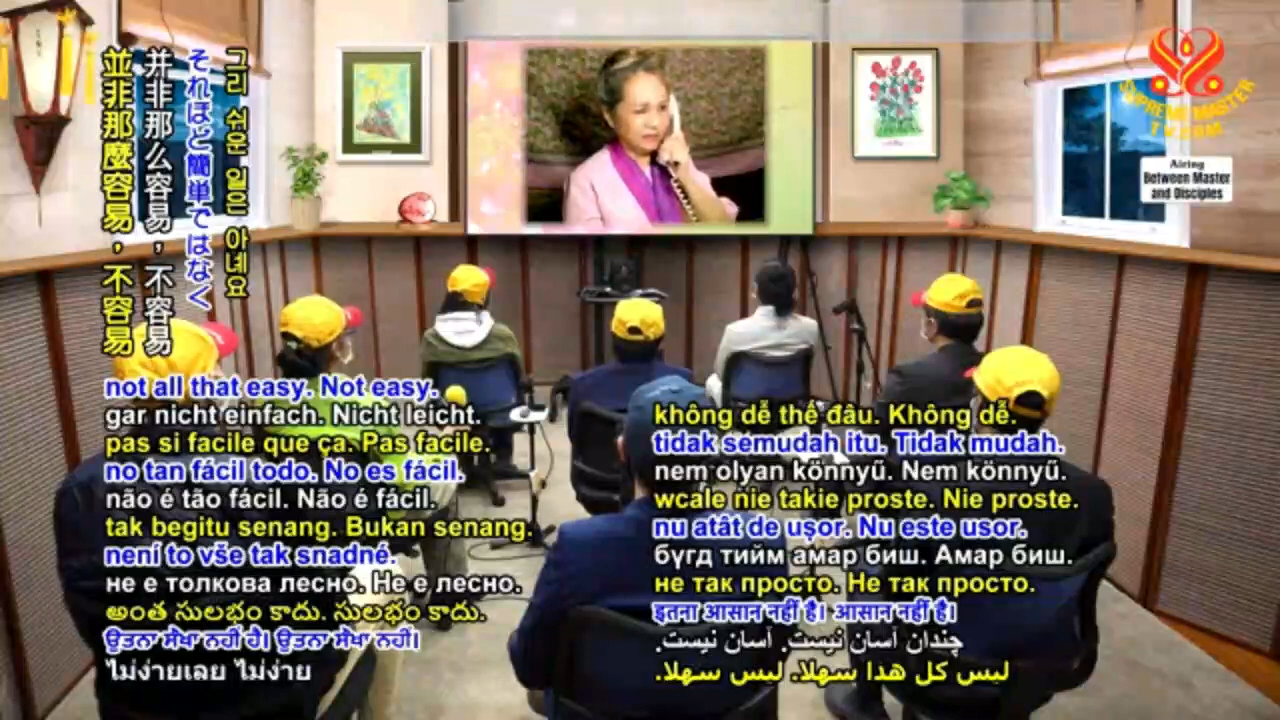 그리 쉬운 일은 아녜요
それほど簡単ではなく
并非那么容易，不容易
並非那麼容易，不容易
SUPREME MASTER
TV.COM
Airing
Between Master
and Disciples
not all that easy. Not easy.
gar nicht einfach. Nicht leicht.
pas si facile que ça. Pas facile.
no tan fácil todo. No es fácil.
não é tão fácil. Não é fácil.
tak begitu senang. Bukan senang.
není to vše tak snadné.
не е толкова лесно. Не е лесно.
అంత సులభం కాదు. సులభం కాదు.
ਉਤਨਾ ਸੌਖਾ ਨਹੀਂ ਹੈ। ਉਤਨਾ ਸੌਖਾ ਨਹੀਂ।
ไม่ง่ายเลย ไม่ง่าย
không dễ thế đâu. Không dễ.
tidak semudah itu. Tidak mudah.
nem olyan könnyű. Nem könnyű.
wcale nie takie proste. Nie proste.
nu atât de uşor. Nu este usor.
бүгд тийм амар биш. Амар биш.
не так просто. Не так просто.
इतना आसान नहीं है। आसान नहीं है।
چندان آسان نیست. آسان نیست.
ليس كل هذا سهلا. ليس سهلا.